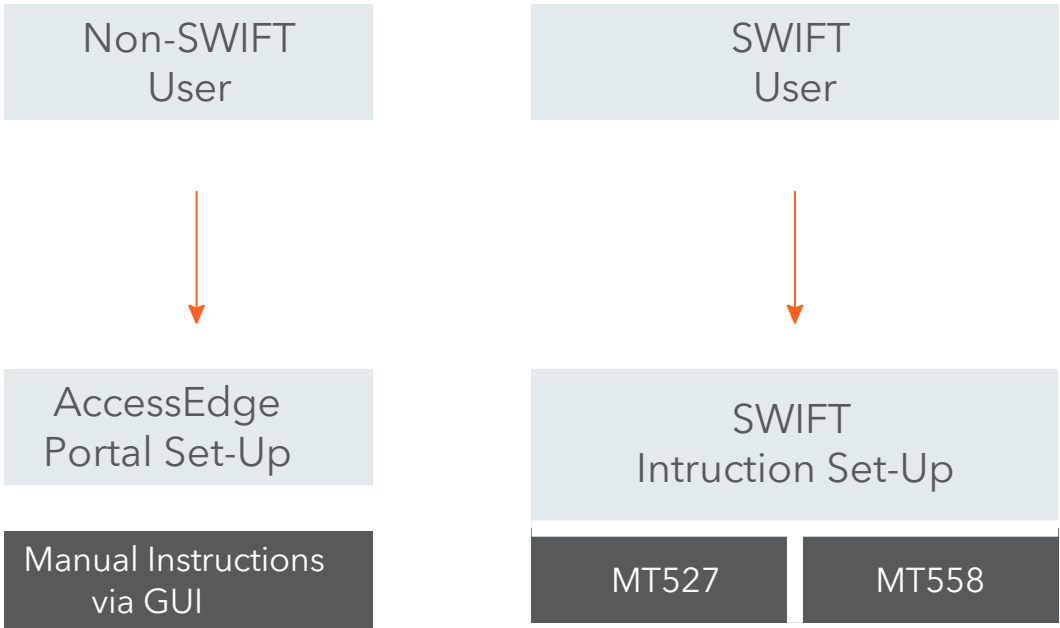 Non-SWIFT
User
SWIFT
User
AccessEdge
Portal Set-Up
SWIFT
Intruction Set-Up
Manual Instructions
via GUI
MT527
MT558